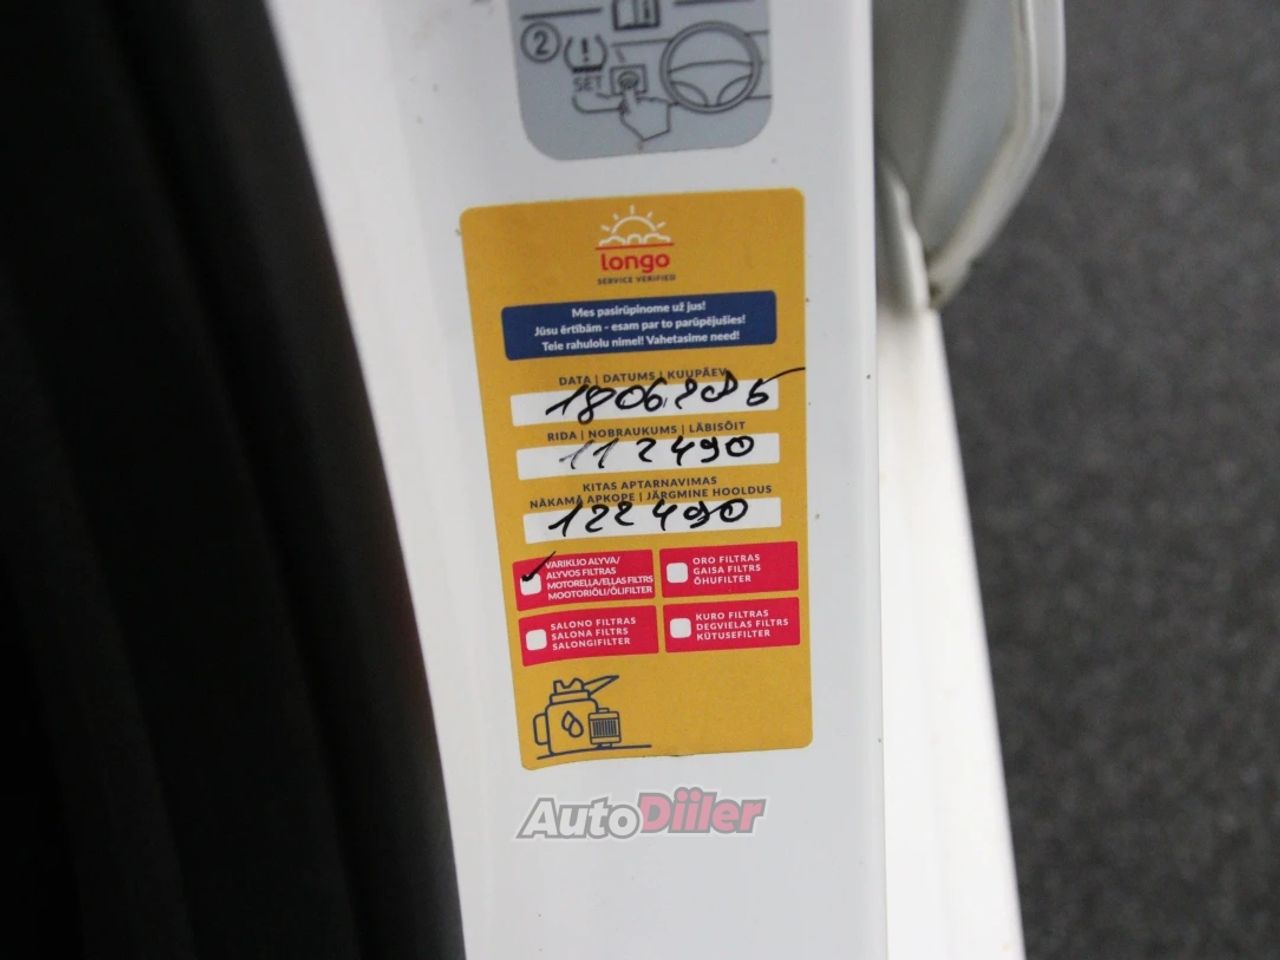 2
SET
longo
SERVICE VERIFIED
Mes pasirūpinome už jus!
Jūsu ērtībām - esam par to parūpējušies!
Teie rahulolu nimel! Vahetasime need!
DATA | DATUMS | KUUPÄEV
18062025
RIDA | NOBRAUKUMS | LÄBISÕIT
112490
KITAS APTARNAVIMAS
NĀKAMĀ APKOPE | JÄRGMINE HOOLDUS
122490
VARIKLIO ALYVA/
ALYVOS FILTRAS
MOTORELLA/ELLAS FILTRS
MOOTORIÕLI/ÕLIFILTER
ORO FILTRAS
GAISA FILTRS
ÕHUFILTER
SALONO FILTRAS
SALONA FILTRS
SALONGIFILTER
KURO FILTRAS
DEGVIELAS FILTRS
KÜTUSEFILTER
AutoDiiler